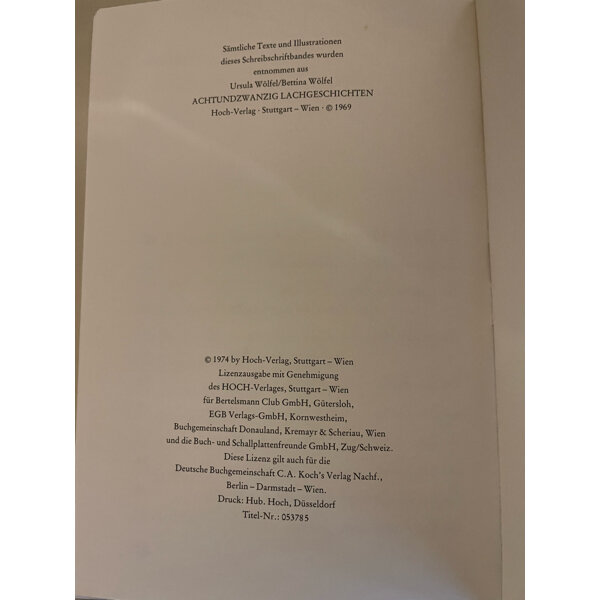 Sämtliche Texte und Illustrationen
dieses Schreibschriftbandes wurden
entnommen aus
Ursula Wölfel/Bettina Wölfel
ACHTUNDZWANZIG LACHGESCHICHTEN
Hoch-Verlag · Stuttgart – Wien · © 1969
© 1974 by Hoch-Verlag, Stuttgart – Wien
Lizenzausgabe mit Genehmigung
des HOCH-Verlages, Stuttgart – Wien
für Bertelsmann Club GmbH, Gütersloh,
EGB Verlags-GmbH, Kornwestheim,
Buchgemeinschaft Donauland, Kremayr & Scheriau, Wien
und die Buch- und Schallplattenfreunde GmbH, Zug/Schweiz.
Diese Lizenz gilt auch für die
Deutsche Buchgemeinschaft C.A. Koch's Verlag Nachf.,
Berlin – Darmstadt – Wien.
Druck: Hub. Hoch, Düsseldorf
Titel-Nr.: 053785